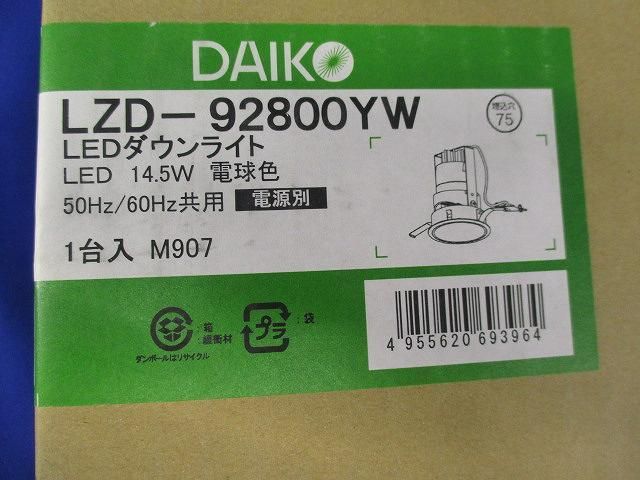 DAIKO
LZD-92800YW
埋込穴
75
LEDダウンライト
LED 14.5W 電球色
50Hz/60Hz共用 電源別
1台入 M907
:箱
:緩衝材
ダンボールはリサイクル
プラ
:袋
4 955620 693964